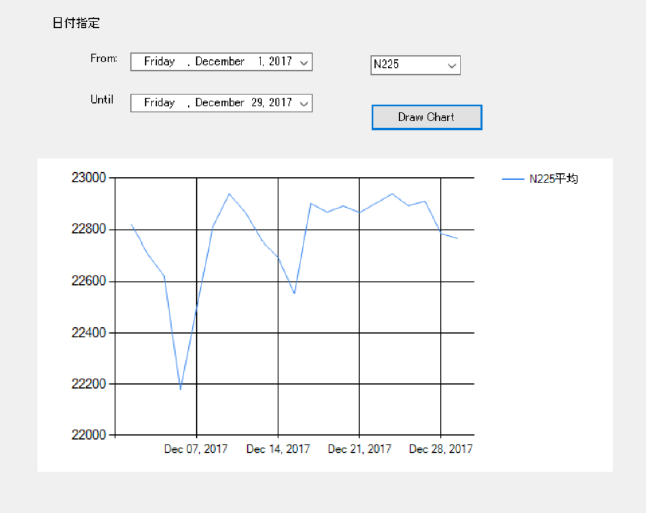 日付指定
From: Friday , December 1, 2017 N225
Until Friday , December 29, 2017
Draw Chart
23000
N225平均
22800
22600
22400
22200
22000
Dec 07, 2017 Dec 14, 2017 Dec 21, 2017 Dec 28, 2017